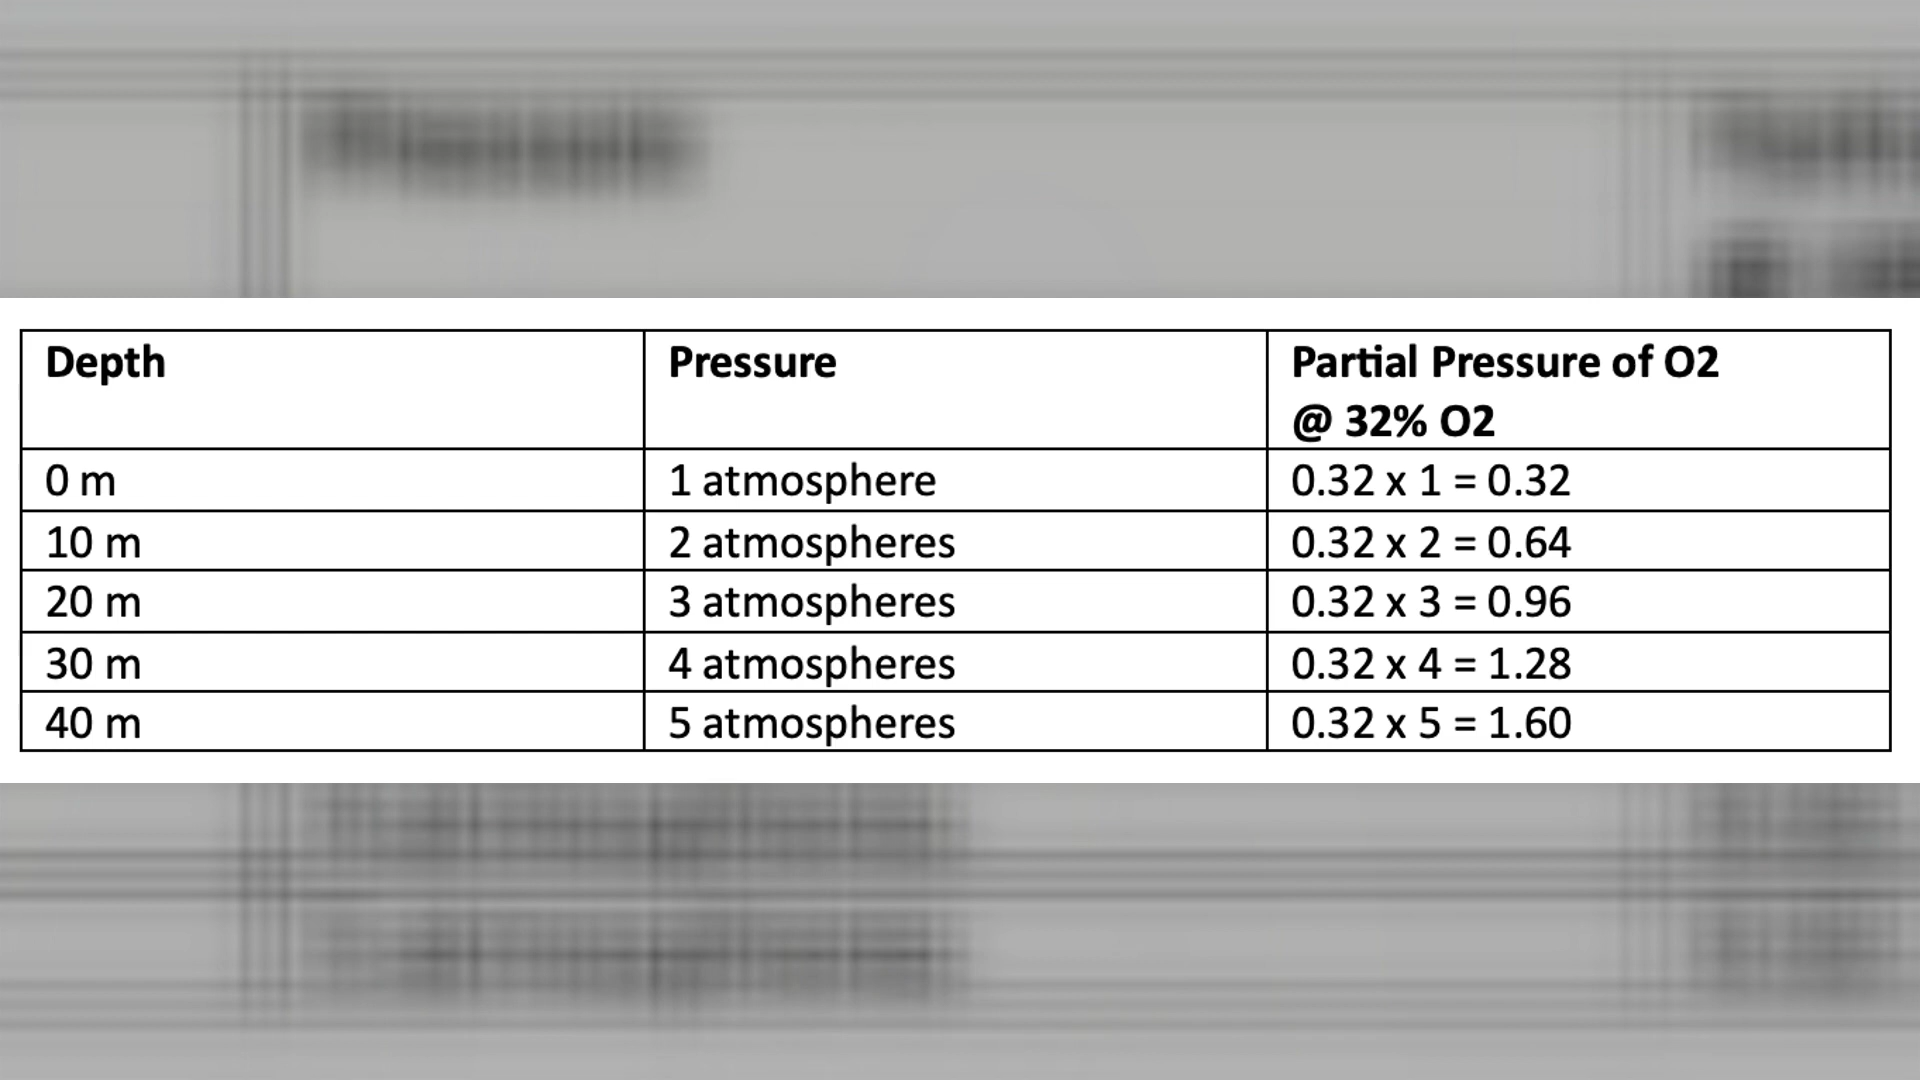 Depth Pressure Partial Pressure of O2
@ 32% O2
0 m 1 atmosphere 0.32 x 1 = 0.32
10 m 2 atmospheres 0.32 x 2 = 0.64
20 m 3 atmospheres 0.32 x 3 = 0.96
30 m 4 atmospheres 0.32 x 4 = 1.28
40 m 5 atmospheres 0.32 x 5 = 1.60